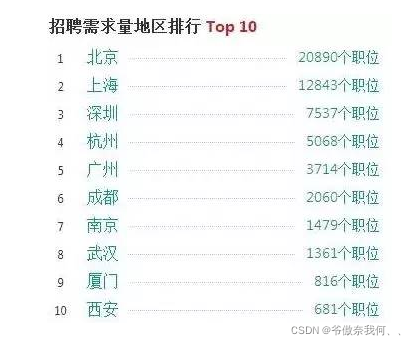 招聘需求量地区排行 Top 10
1 北京 20890个职位
2 上海 12843个职位
3 深圳 7537个职位
4 杭州 5068个职位
5 广州 3714个职位
6 成都 2060个职位
7 南京 1479个职位
8 武汉 1361个职位
9 厦门 816个职位
10 西安 681个职位
CSDN @爷傲奈我何、、